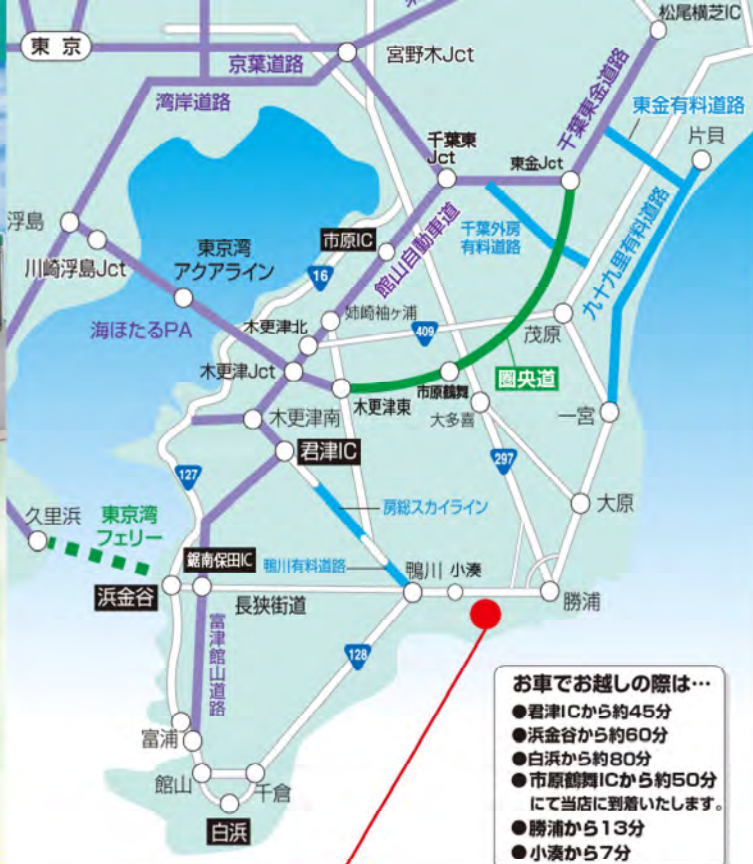 松尾横芝IC
東京
宮野木Jct
京葉道路
湾岸道路
千葉東金道路
東金有料道路
片貝
千葉東
Jct
東金Jct
浮島
川崎浮島Jct
東京湾
アクアライン
市原IC
館山自動車道
千葉外房
有料道路
九十九里有料道路
16
姉崎袖ヶ浦
海ほたるPA
木更津北
409
茂原
木更津Jct
圏央道
木更津東
市原鶴舞
大多喜
一宮
木更津南
君津IC
127
297
房総スカイライン
大原
久里浜
東京湾
フェリー
鋸南保田IC
鴨川有料道路
鴨川
小湊
浜金谷
長狭街道
勝浦
富津館山道路
128
富浦
館山
千倉
白浜
お車でお越しの際は…
●君津ICから約45分
●浜金谷から約60分
●白浜から約80分
●市原鶴舞ICから約50分
にて当店に到着いたします。
●勝浦から13分
●小湊から7分